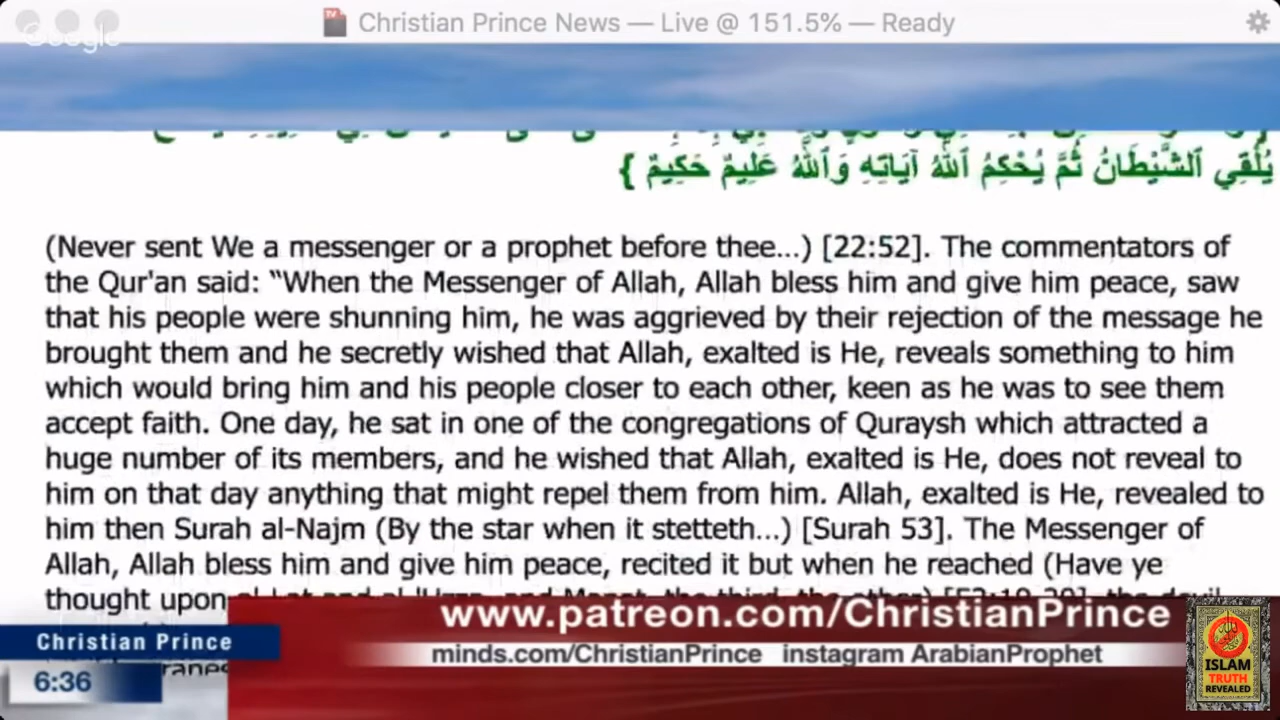 Christian Prince News — Live @ 151.5% — Ready
Google
يُلْقِي ٱلشَّيْطَانُ ثُمَّ يُحْكِمُ ٱللَّهُ آيَاتِهِ وَٱللَّهُ عَلِيمٌ حَكِيمٌ }
(Never sent We a messenger or a prophet before thee...) [22:52]. The commentators of
the Qur'an said: “When the Messenger of Allah, Allah bless him and give him peace, saw
that his people were shunning him, he was aggrieved by their rejection of the message he
brought them and he secretly wished that Allah, exalted is He, reveals something to him
which would bring him and his people closer to each other, keen as he was to see them
accept faith. One day, he sat in one of the congregations of Quraysh which attracted a
huge number of its members, and he wished that Allah, exalted is He, does not reveal to
him on that day anything that might repel them from him. Allah, exalted is He, revealed to
him then Surah al-Najm (By the star when it stetteth...) [Surah 53]. The Messenger of
Allah, Allah bless him and give him peace, recited it but when he reached (Have ye
thought upon
www.patreon.com/ChristianPrince
Christian Prince
minds.com/ChristianPrince instagram ArabianProphet
6:36
ISLAM
TRUTH
REVEALED